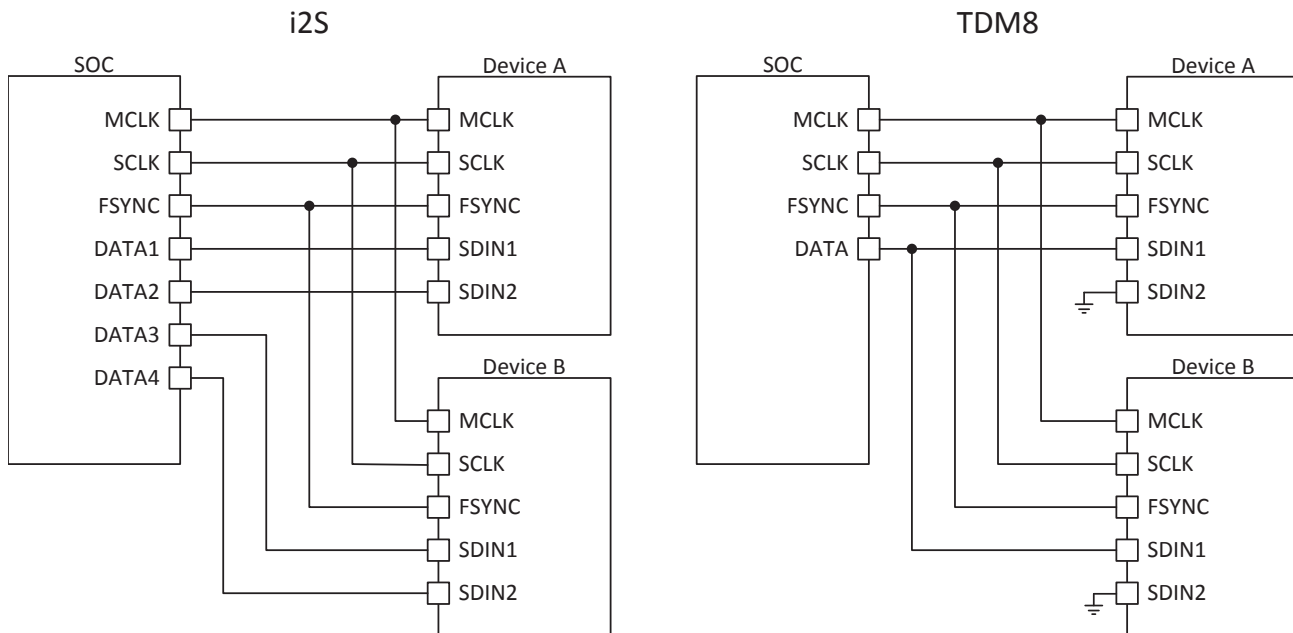 i2S
SOC
MCLK
SCLK
FSYNC
DATA1
DATA2
DATA3
DATA4
Device A
MCLK
SCLK
FSYNC
SDIN1
SDIN2
Device B
MCLK
SCLK
FSYNC
SDIN1
SDIN2
TDM8
SOC
MCLK
SCLK
FSYNC
DATA
Device A
MCLK
SCLK
FSYNC
SDIN1
SDIN2
Device B
MCLK
SCLK
FSYNC
SDIN1
SDIN2